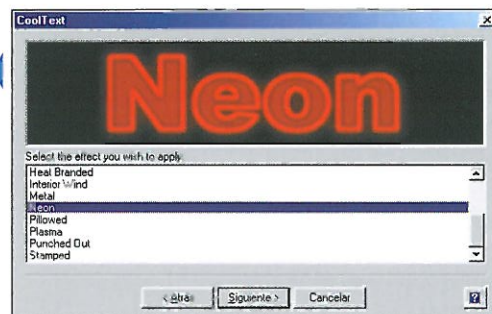 CoolText
Neon
Select the effect you wish to apply:
Heat Branded
Interior Wind
Metal
Neon
Pillowed
Plasma
Punched Out
Stamped
< Atrás
Siguiente >
Cancelar
?